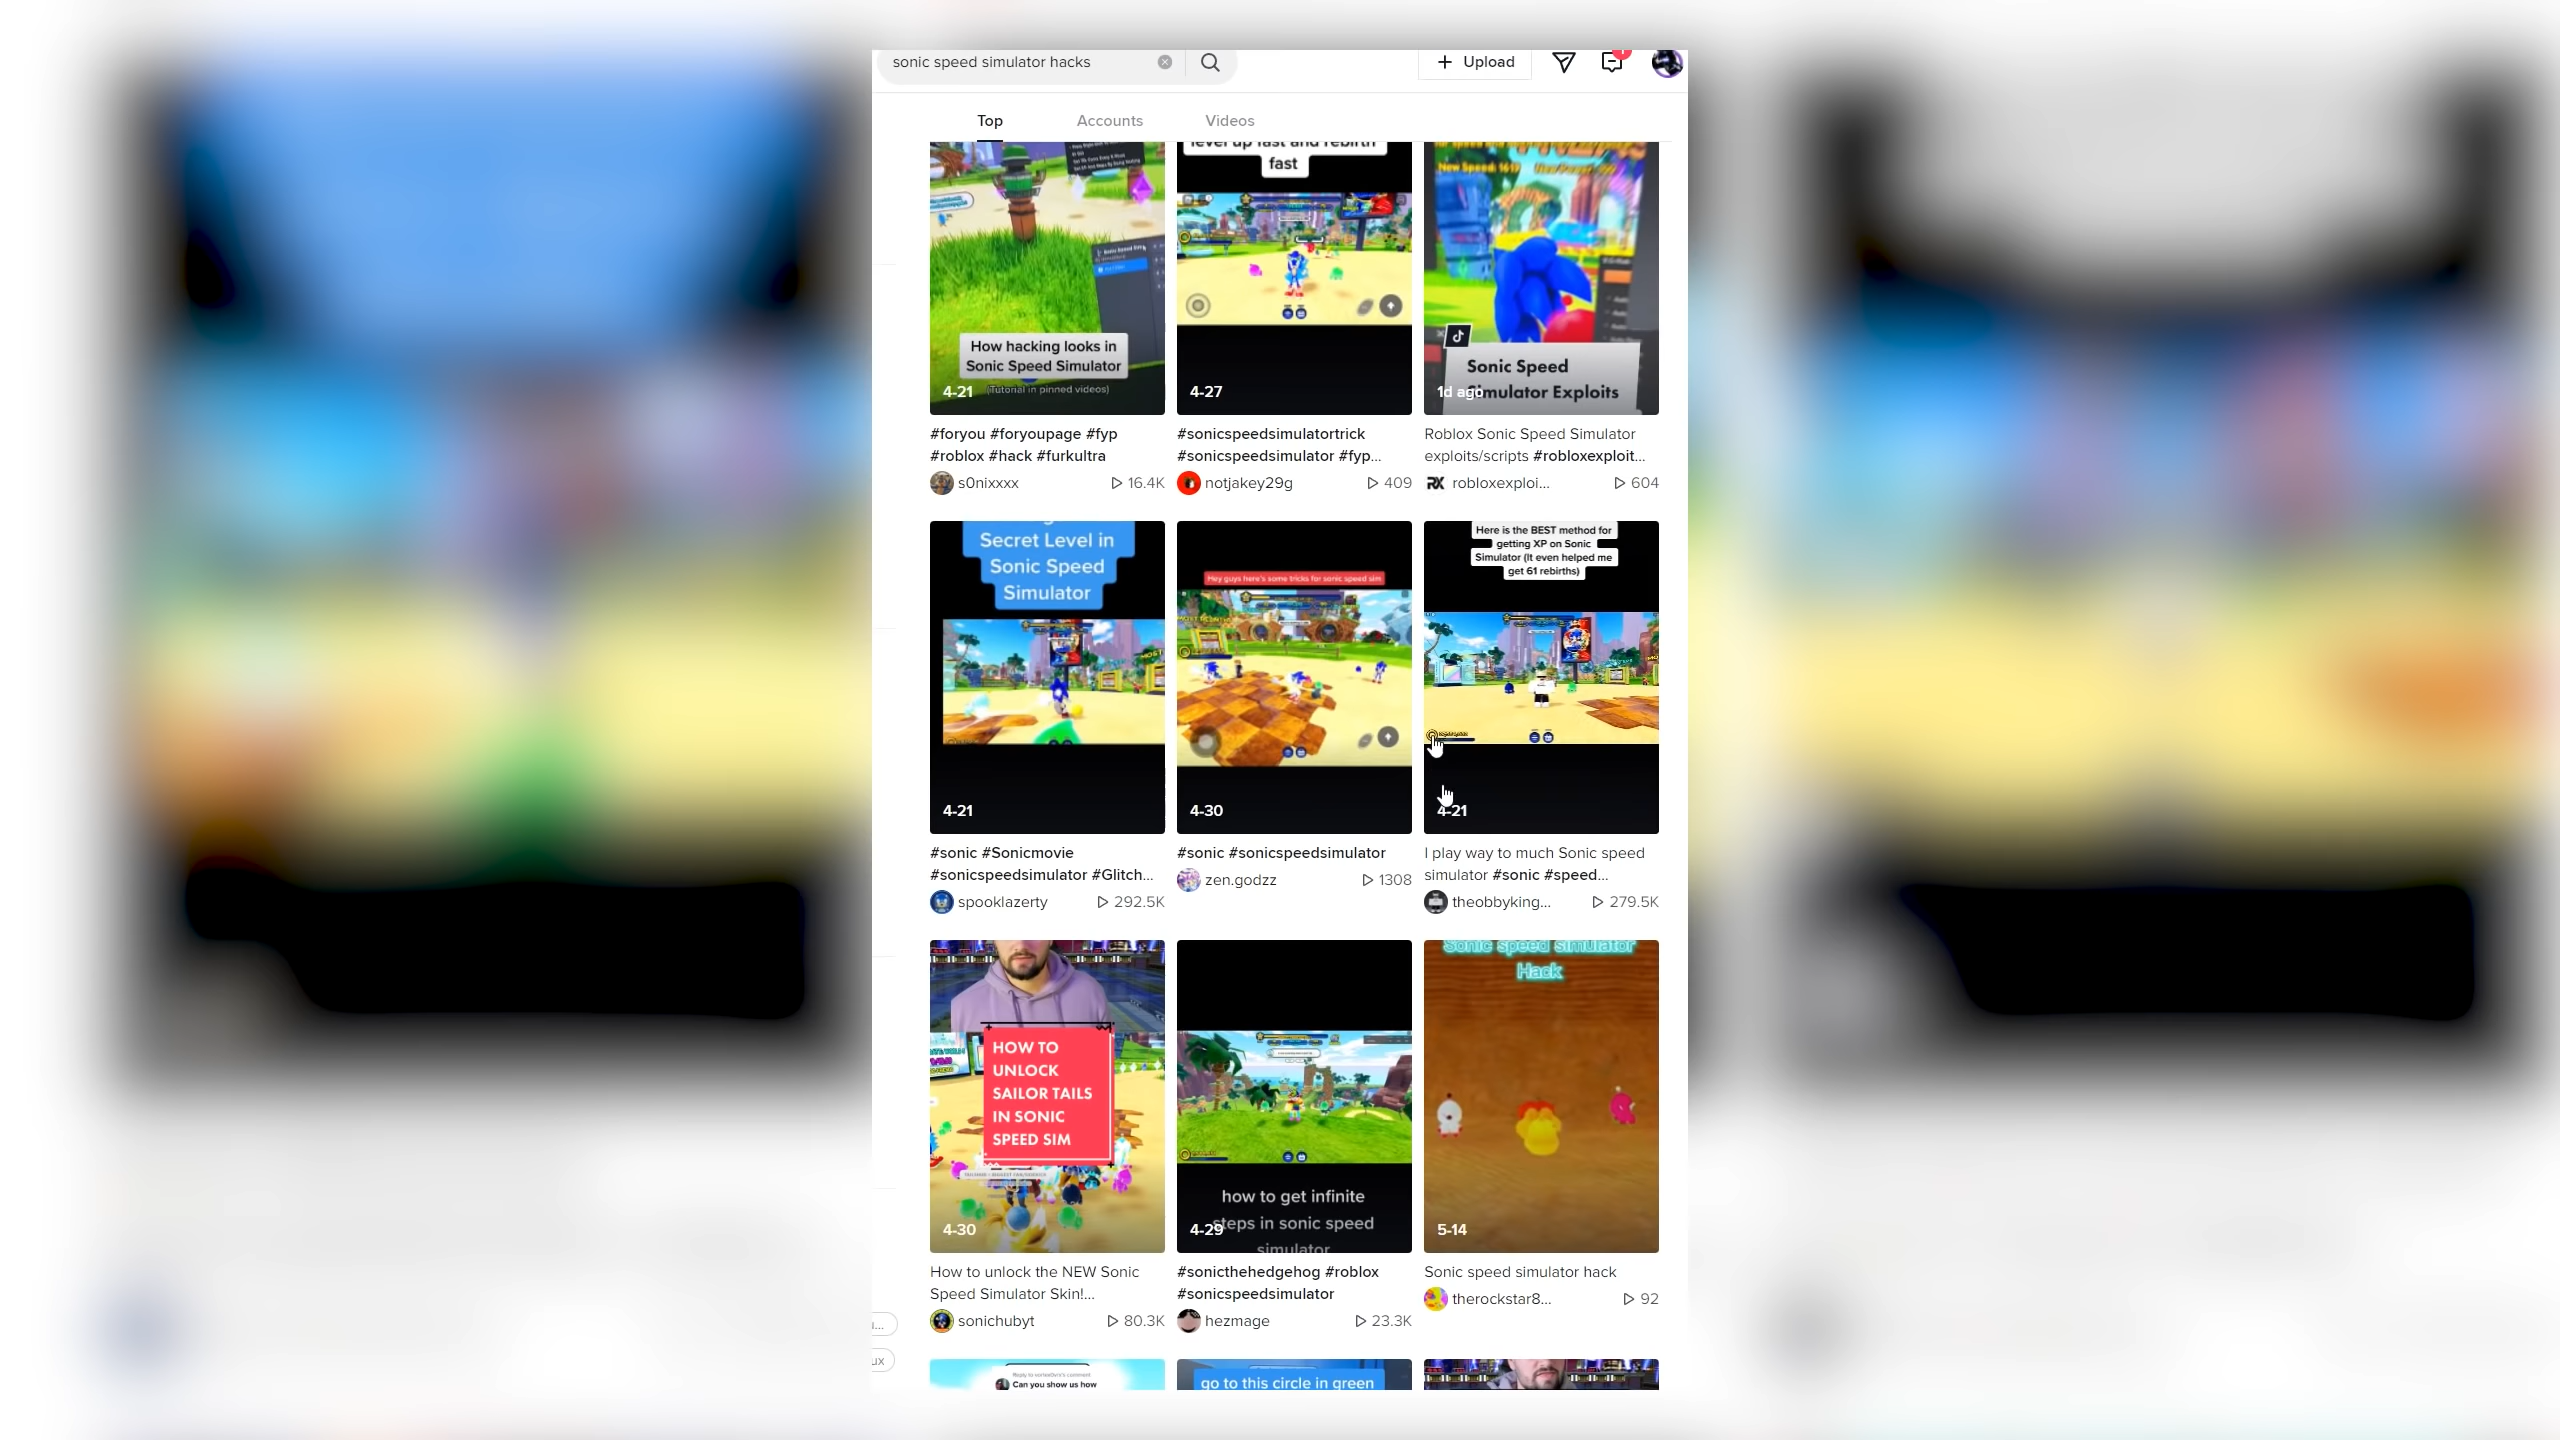 sonic speed simulator hacks
Upload
Top Accounts Videos
How hacking looks in
Sonic Speed Simulator
(Tutorial in pinned videos)
4-21
#foryou #foryoupage #fyp
#roblox #hack #furkultra
s0nixxxx 16.4K
level up fast and rebirth
fast
4-27
#sonicspeedsimulatortrick
#sonicspeedsimulator #fyp...
notjakey29g 409
New Speed:
Sonic Speed
Simulator Exploits
1d ago
Roblox Sonic Speed Simulator
exploits/scripts #robloxexploit...
robloxexploi... 604
Secret Level in
Sonic Speed
Simulator
4-21
#sonic #Sonicmovie
#sonicspeedsimulator #Glitch...
spooklazerty 292.5K
Hey guys here's some tricks for sonic speed sim
4-30
#sonic #sonicspeedsimulator
zen.godzz 1308
Here is the BEST method for
getting XP on Sonic
Simulator (It even helped me
get 61 rebirths)
4-21
I play way to much Sonic speed
simulator #sonic #speed...
theobbyking... 279.5K
HOW TO
UNLOCK
SAILOR TAILS
IN SONIC
SPEED SIM
4-30
How to unlock the NEW Sonic
Speed Simulator Skin!...
sonichubyt 80.3K
how to get infinite
steps in sonic speed
simulator
4-29
#sonicthehedgehog #roblox
#sonicspeedsimulator
hezmage 23.3K
Sonic speed simulator
Hack
5-14
Sonic speed simulator hack
therockstar8... 92
ux
Can you show us how
go to this circle in green